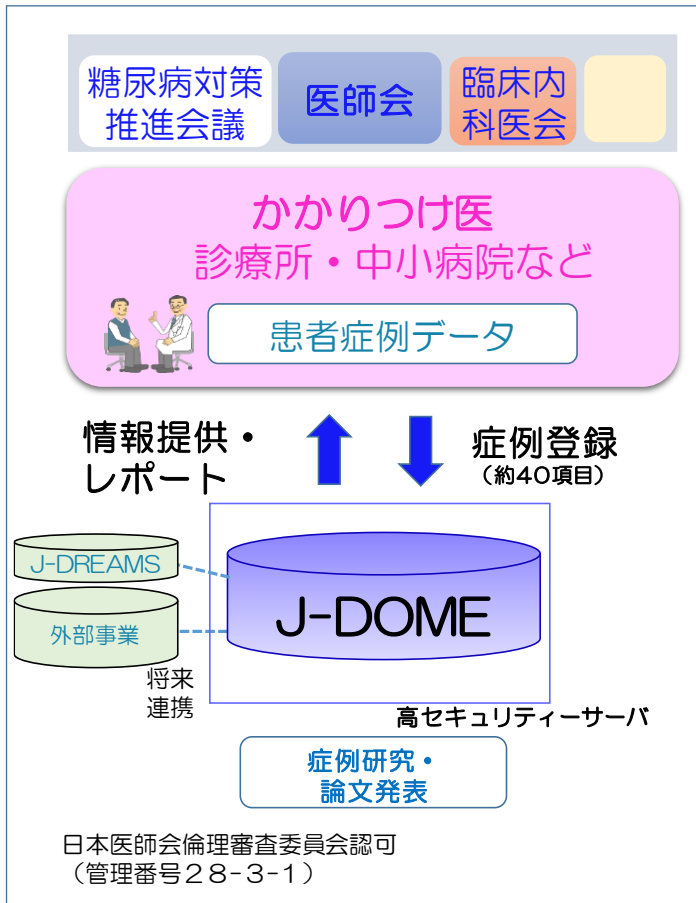 糖尿病対策
推進会議
医師会
臨床内
科医会
かかりつけ医
診療所・中小病院など
患者症例データ
情報提供・
レポート
症例登録
（約40項目）
J-DREAMS
外部事業
J-DOME
将来
連携
高セキュリティーサーバ
症例研究・
論文発表
日本医師会倫理審査委員会認可
（管理番号２８-３-１）